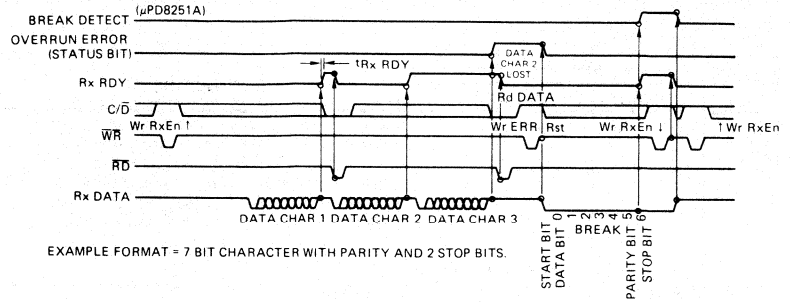 (μPD8251A)
BREAK DETECT
OVERRUN ERROR
(STATUS BIT)
DATA
CHAR 2
LOST
tRx RDY
Rx RDY
Rd DATA
C/D̅
Wr RxEn ↑
Wr ERR Rst
Wr RxEn ↓
↑ Wr RxEn
W̅R̅
R̅D̅
Rx DATA
DATA CHAR 1
DATA CHAR 2
DATA CHAR 3
START BIT
DATA BIT 0
1
2
3
4
5
6
BREAK
PARITY BIT
STOP BIT
EXAMPLE FORMAT = 7 BIT CHARACTER WITH PARITY AND 2 STOP BITS.